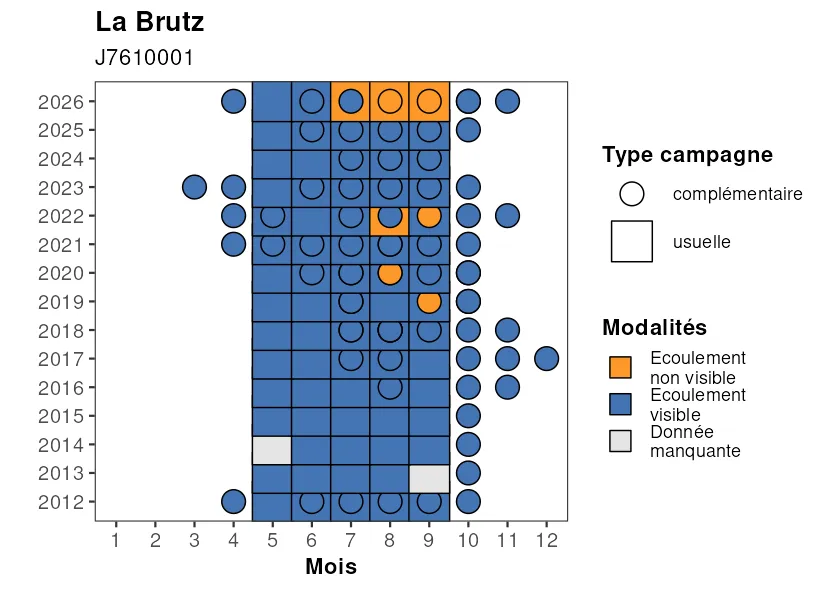 La Brutz
J7610001
2026
2025
2024
2023
2022
2021
2020
2019
2018
2017
2016
2015
2014
2013
2012
1 2 3 4 5 6 7 8 9 10 11 12
Mois
Type campagne
complémentaire
usuelle
Modalités
Ecoulement
non visible
Ecoulement
visible
Donnée
manquante